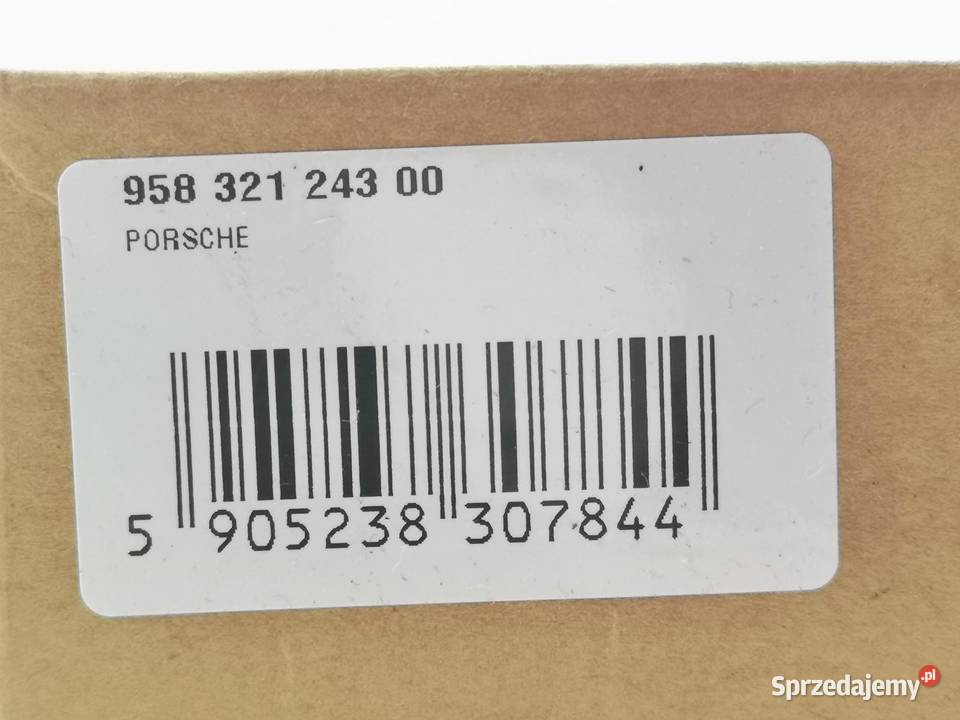 958 321 243 00
PORSCHE
5 905238 307844
Sprzedajemy.pl